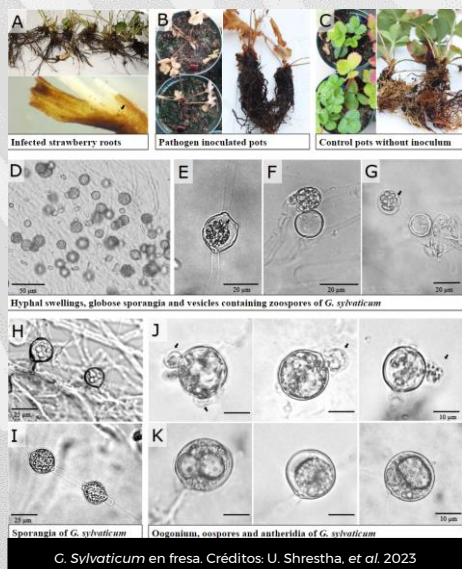 A
B
C
Infected strawberry roots
Pathogen inoculated pots
Control pots without inoculum
D
E
F
G
50 µm
20 µm
20 µm
20 µm
Hyphal swellings, globose sporangia and vesicles containing zoospores of G. sylvaticum
H
J
25 µm
10 µm
I
K
25 µm
10 µm
Sporangia of G. sylvaticum
Oogonium, oospores and antheridia of G. sylvaticum
G. Sylvaticum en fresa. Créditos: U. Shrestha, et al. 2023